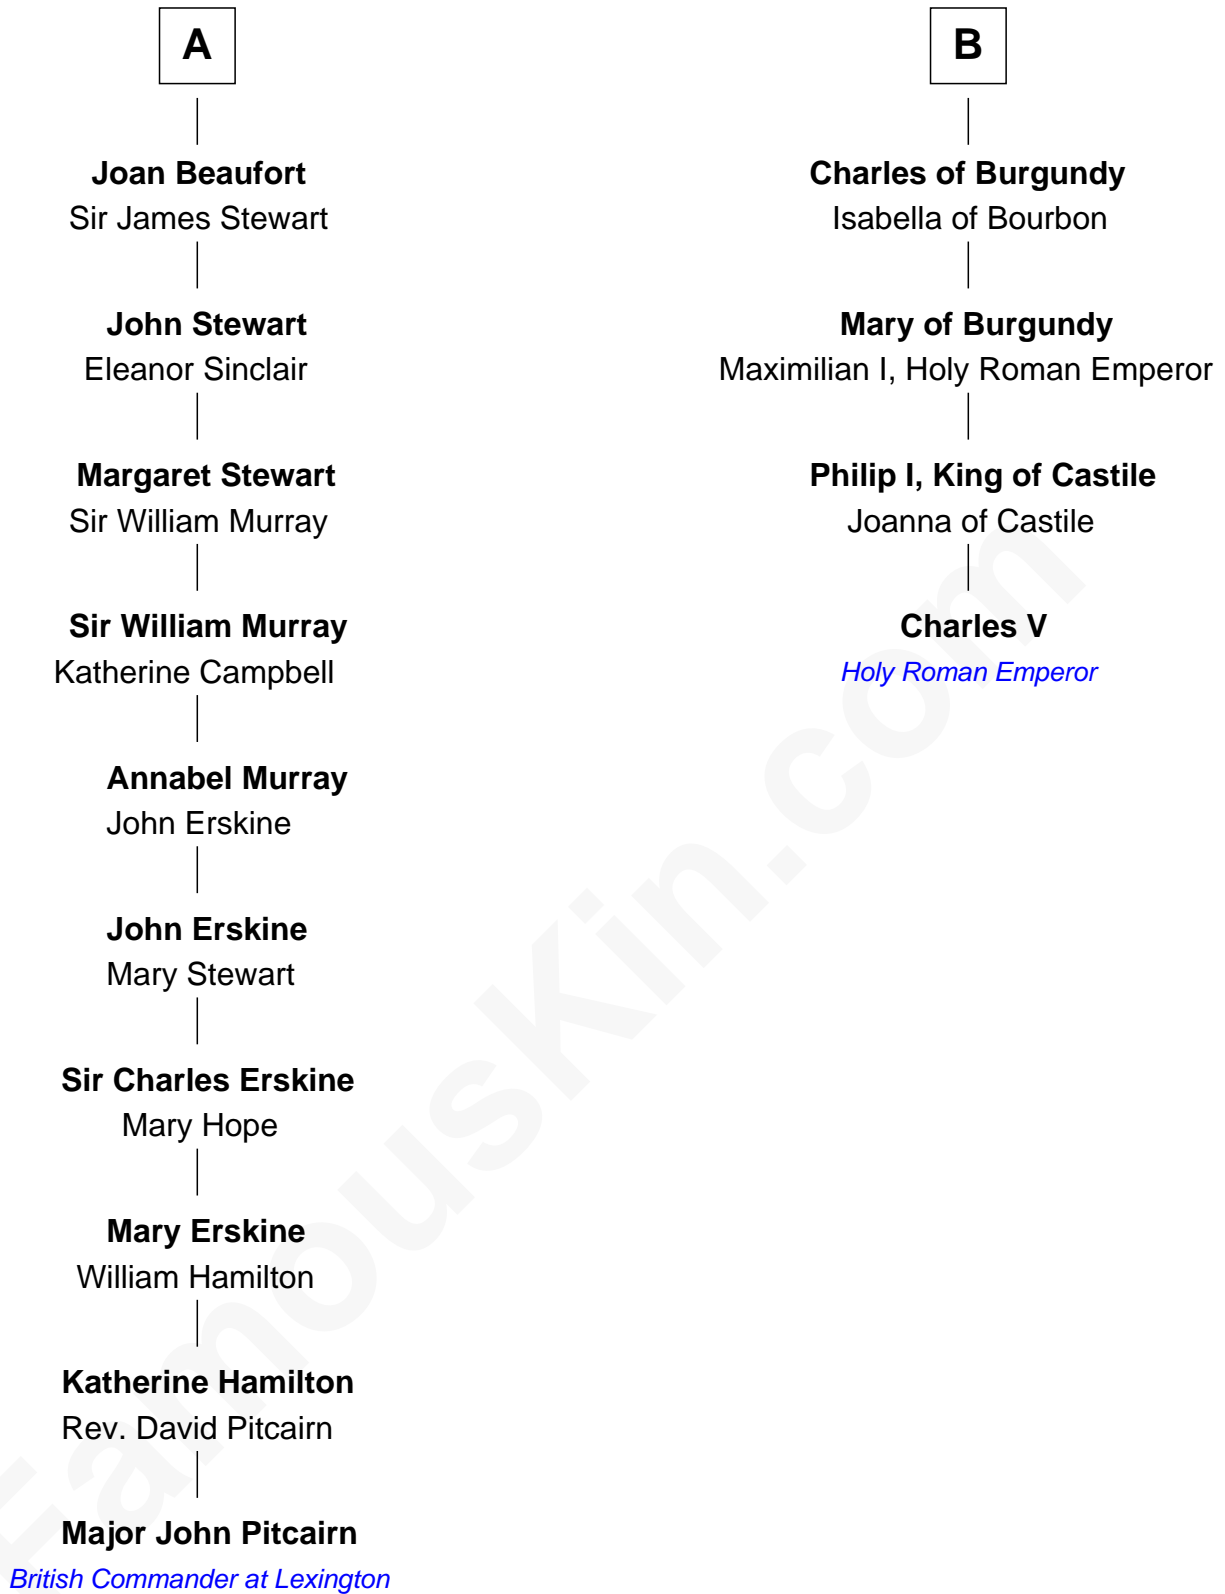 A
Joan Beaufort
Sir James Stewart
John Stewart
Eleanor Sinclair
Margaret Stewart
Sir William Murray
Sir William Murray
Katherine Campbell
Annabel Murray
John Erskine
John Erskine
Mary Stewart
Sir Charles Erskine
Mary Hope
Mary Erskine
William Hamilton
Katherine Hamilton
Rev. David Pitcairn
Major John Pitcairn
British Commander at Lexington
B
Charles of Burgundy
Isabella of Bourbon
Mary of Burgundy
Maximilian I, Holy Roman Emperor
Philip I, King of Castile
Joanna of Castile
Charles V
Holy Roman Emperor
FamousKin.com